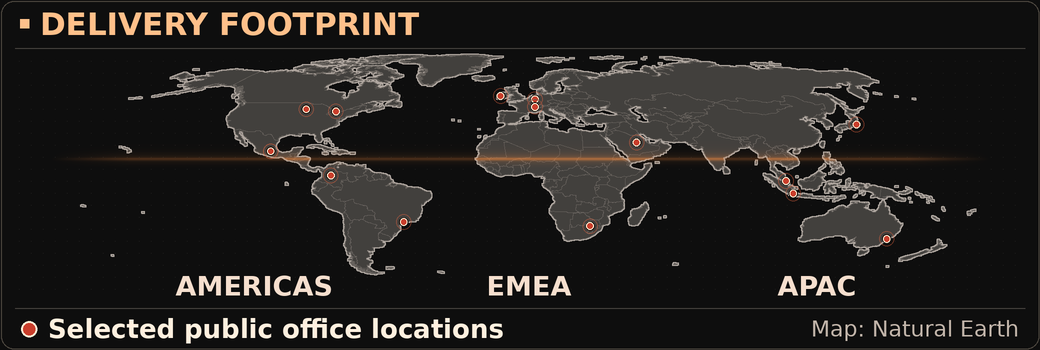 DELIVERY FOOTPRINT
AMERICAS
EMEA
APAC
Selected public office locations
Map: Natural Earth